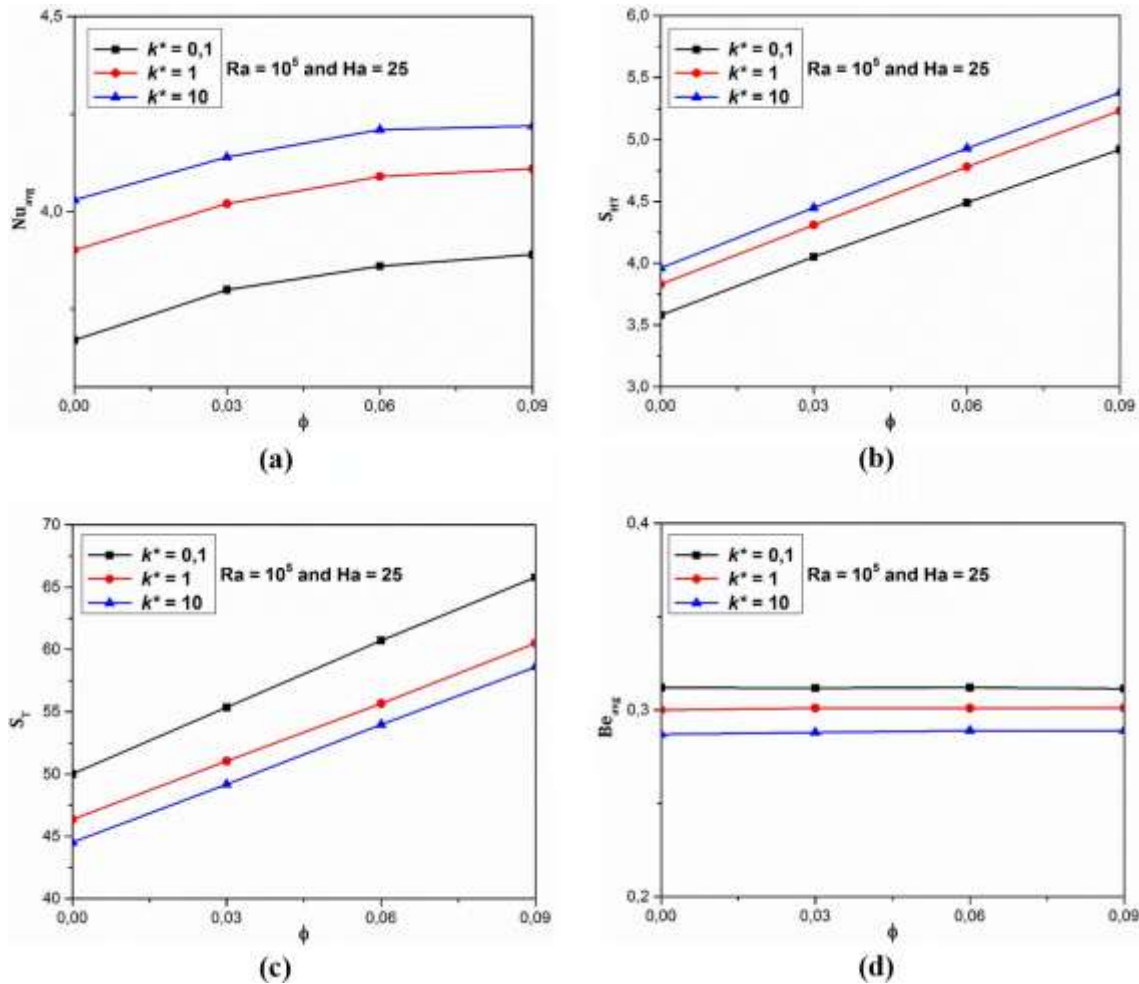 4,5
k* = 0,1
k* = 1
k* = 10
Ra = 10⁵ and Ha = 25
Nu_avg
4,0
0,00 0,03 0,06 0,09
ϕ
(a)
6,0
k* = 0,1
k* = 1
k* = 10
Ra = 10⁵ and Ha = 25
5,5
5,0
S_HT
4,5
4,0
3,5
3,0
0,00 0,03 0,06 0,09
ϕ
(b)
70
k* = 0,1
k* = 1
k* = 10
Ra = 10⁵ and Ha = 25
65
60
55
S_T
50
45
40
0,00 0,03 0,06 0,09
ϕ
(c)
0,4
k* = 0,1
k* = 1
k* = 10
Ra = 10⁵ and Ha = 25
Be_avg
0,3
0,2
0,00 0,03 0,06 0,09
ϕ
(d)